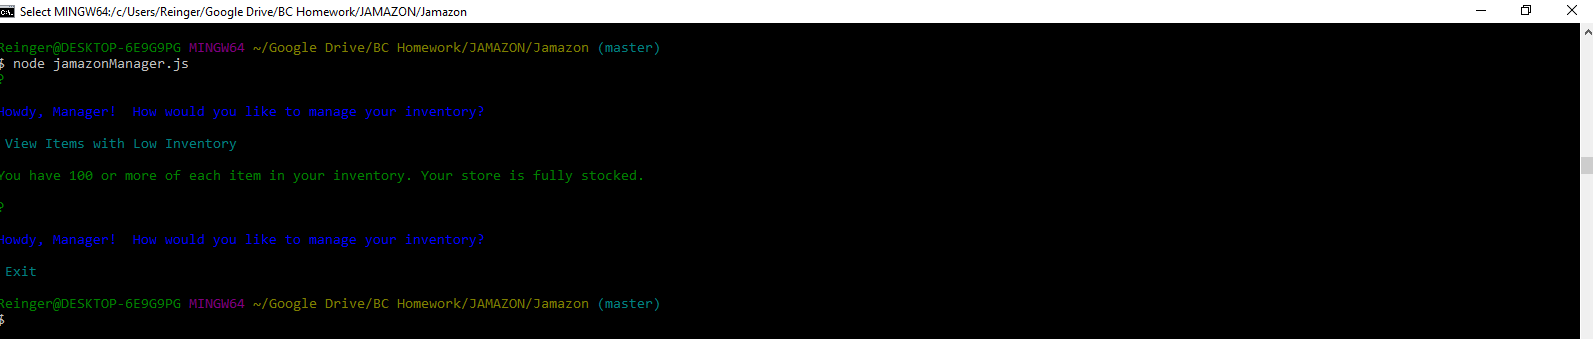 Select MINGW64:/c/Users/Reinger/Google Drive/BC Homework/JAMAZON/Jamazon
Reinger@DESKTOP-6E9G9PG MINGW64 ~/Google Drive/BC Homework/JAMAZON/Jamazon (master)
$ node jamazonManager.js
?
Howdy, Manager!  How would you like to manage your inventory?
View Items with Low Inventory
You have 100 or more of each item in your inventory. Your store is fully stocked.
?
Howdy, Manager!  How would you like to manage your inventory?
Exit
Reinger@DESKTOP-6E9G9PG MINGW64 ~/Google Drive/BC Homework/JAMAZON/Jamazon (master)
$